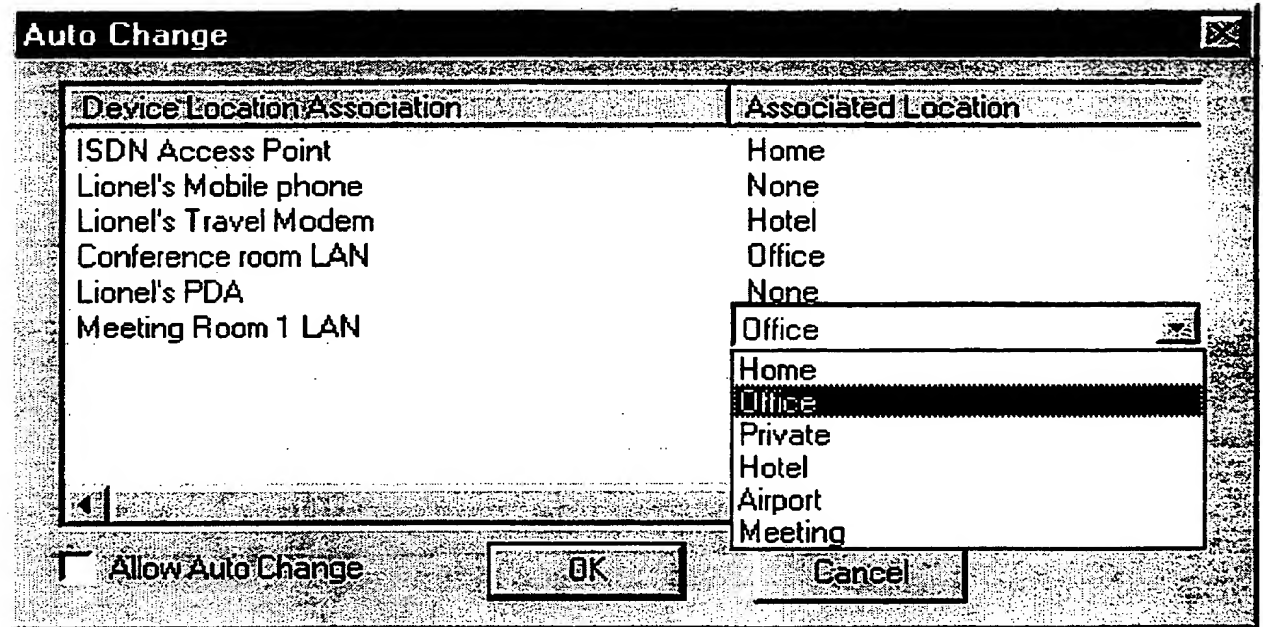 Auto Change
Device Location Association Associated Location
ISDN Access Point Home
Lionel's Mobile phone None
Lionel's Travel Modem Hotel
Conference room LAN Office
Lionel's PDA None
Meeting Room 1 LAN Office
Home
Office
Private
Hotel
Airport
Meeting
Allow Auto Change OK Cancel